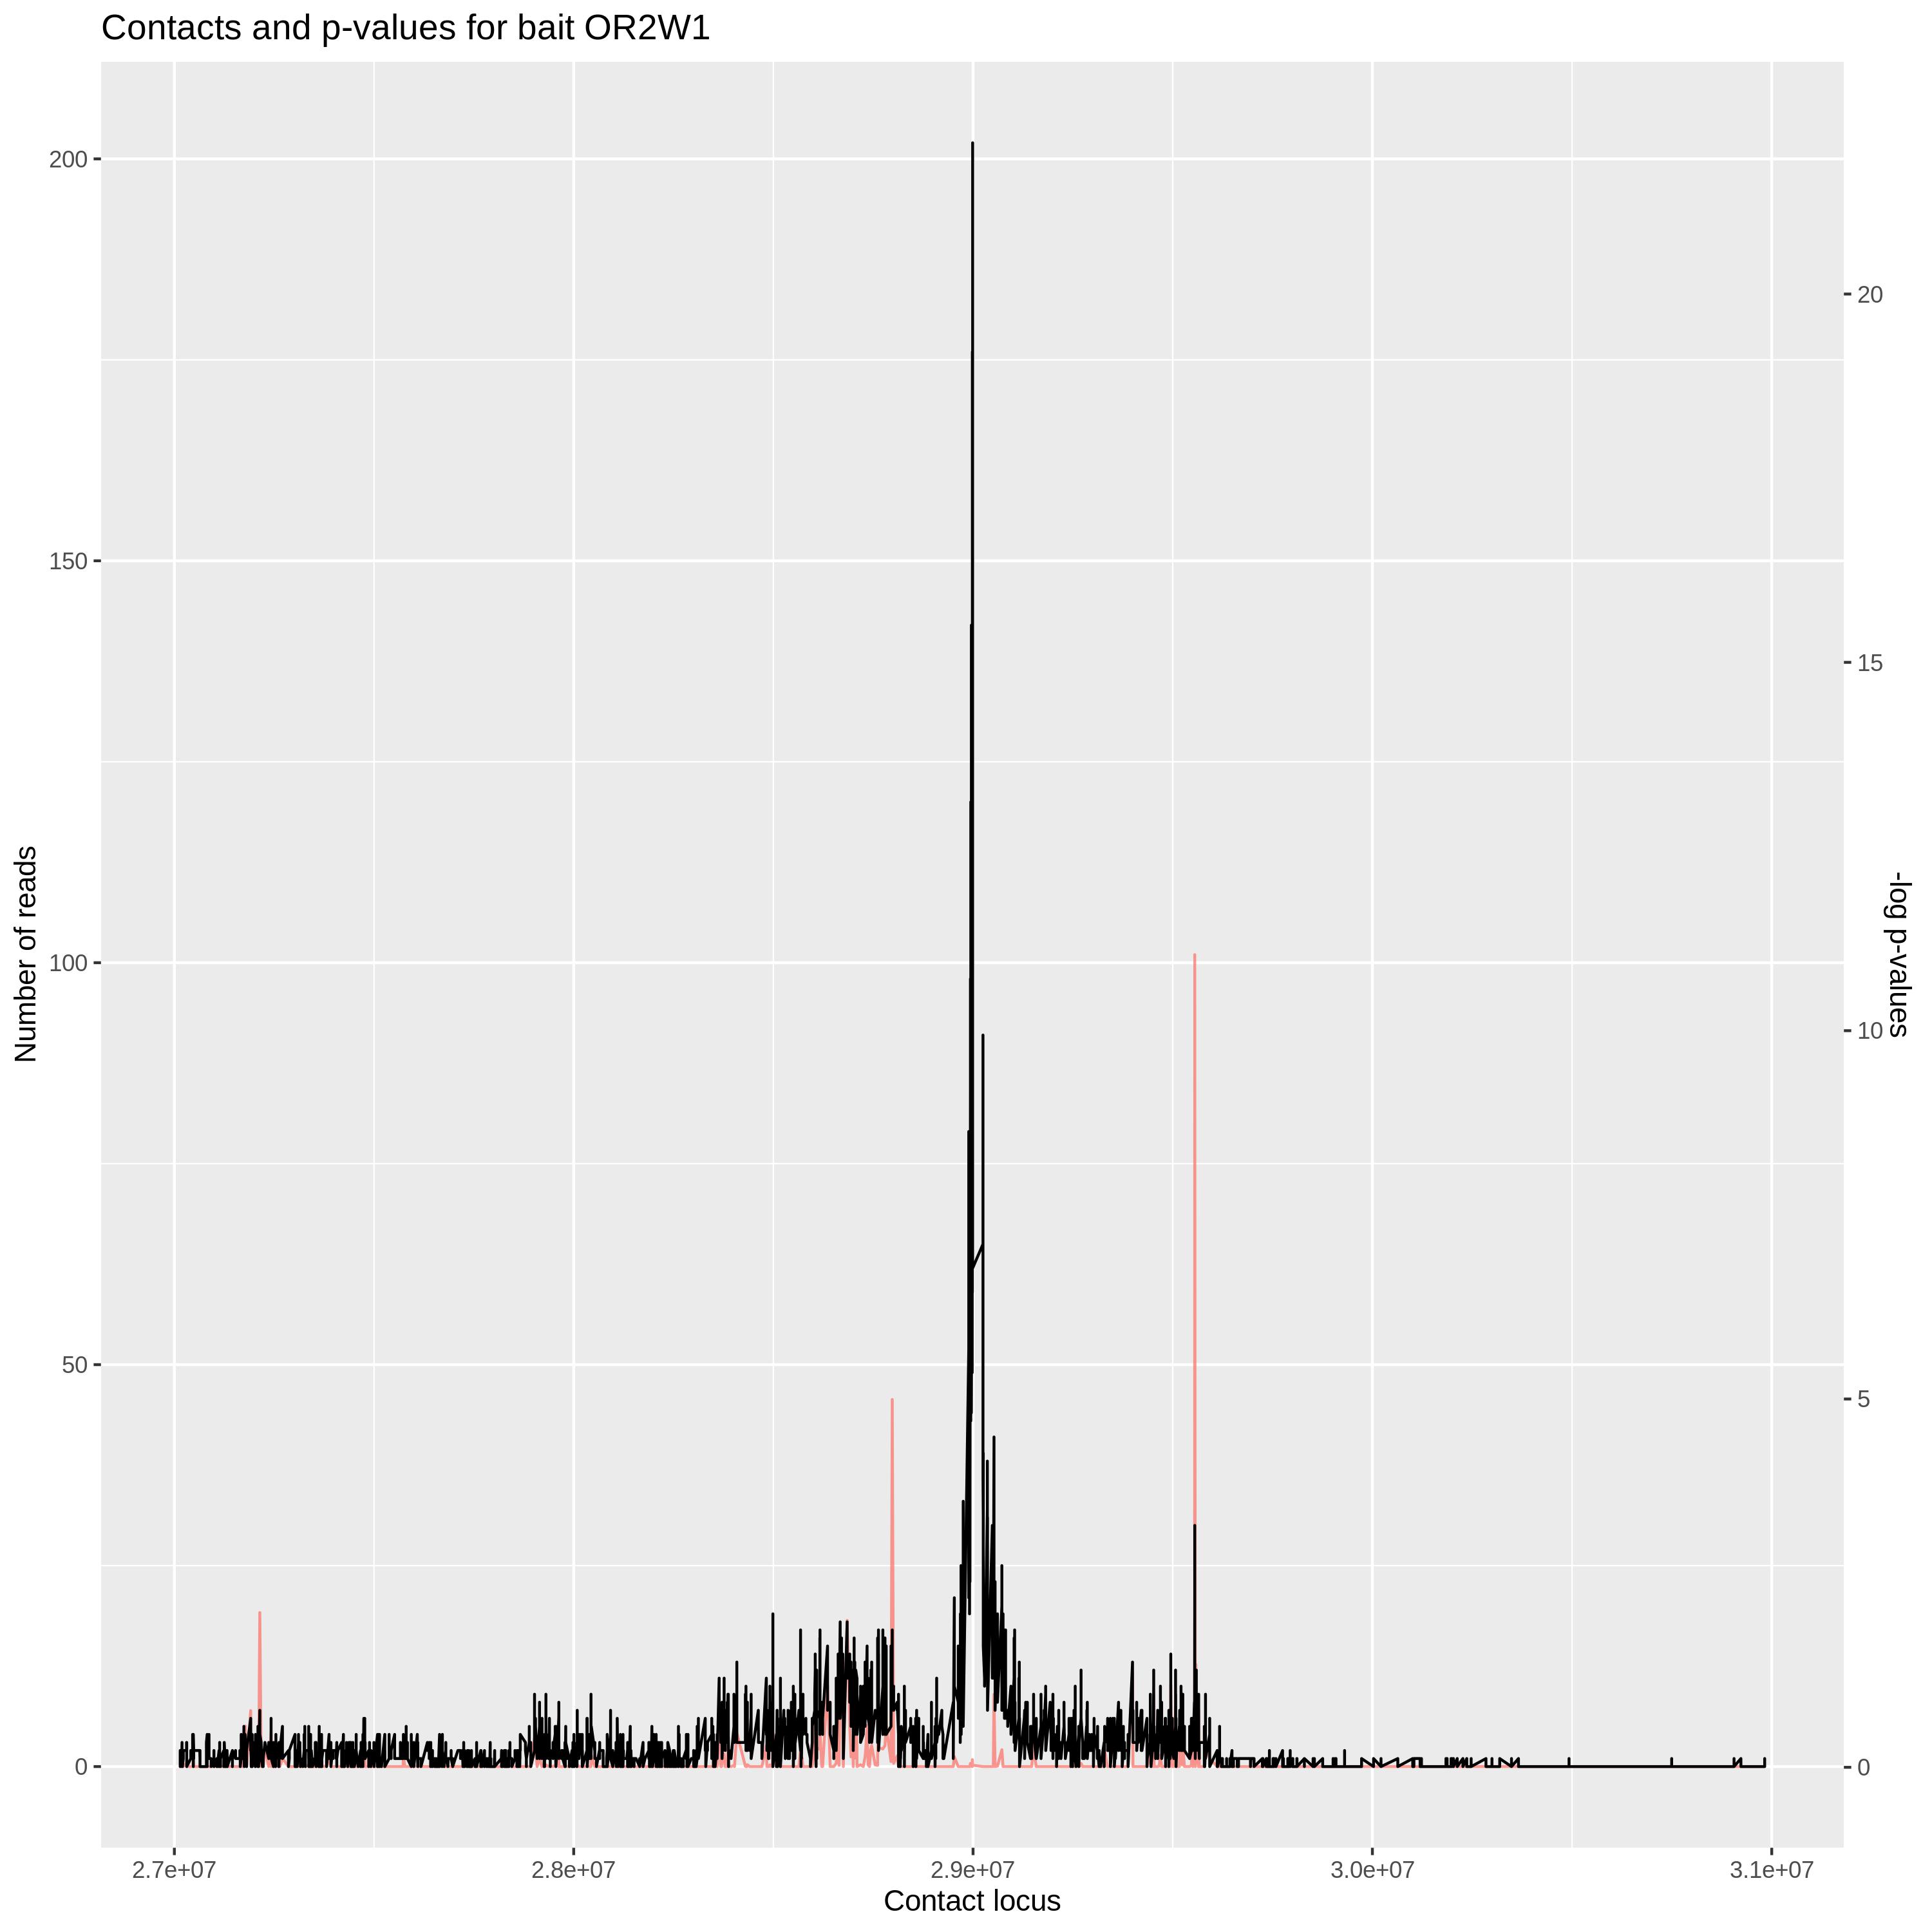 Contacts and p-values for bait OR2W1
200
150
100
50
0
Number of reads
20
15
10
5
0
-log p-values
2.7e+07
2.8e+07
2.9e+07
3.0e+07
3.1e+07
Contact locus